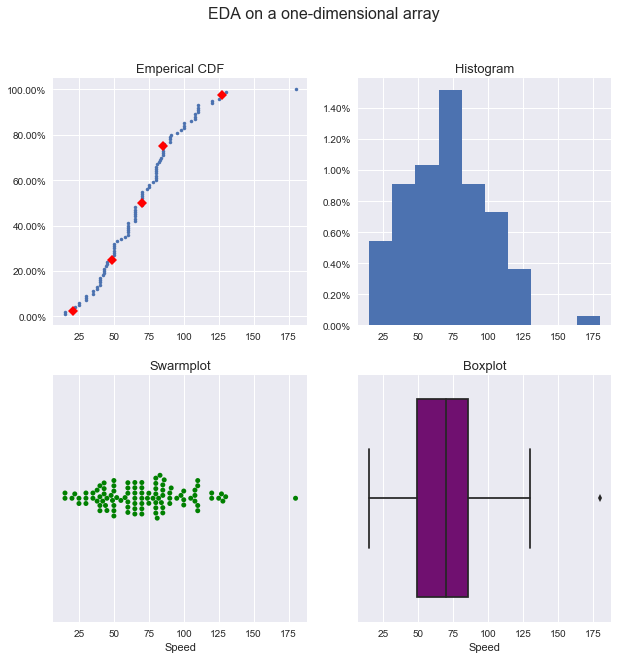 EDA on a one-dimensional array
Emperical CDF
100.00%
80.00%
60.00%
40.00%
20.00%
0.00%
25 50 75 100 125 150 175
Histogram
1.40%
1.20%
1.00%
0.80%
0.60%
0.40%
0.20%
0.00%
25 50 75 100 125 150 175
Swarmplot
25 50 75 100 125 150 175
Speed
Boxplot
25 50 75 100 125 150 175
Speed